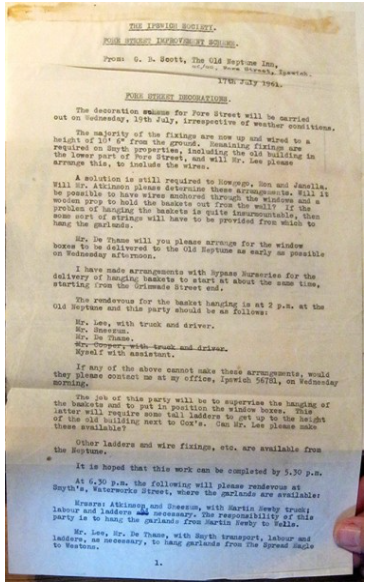 THE IPSWICH SOCIETY.
FORE STREET IMPROVEMENT SCHEME.
From: G. B. Scott, The Old Neptune Inn,
Fore Street, Ipswich.
17th July 1961.
FORE STREET DECORATIONS.
The decoration scheme for Fore Street will be carried
out on Wednesday, 19th July, irrespective of weather conditions.
The majority of the fixings are now up and wired to a
height of 10' 6" from the ground. Remaining fixings are
required on Smyth properties, including the old building in
the lower part of Fore Street, and will Mr. Lee please
arrange this, to include the wires.
A solution is still required to Ron and
Will Mr. Atkinson please determine these arrangements. Will it
be possible to have wires anchored through the windows and a
wooden prop to hold the baskets out from the wall? If the
problem of hanging the baskets is quite insurmountable, then
some sort of strings will have to be provided from which to
hang the garlands.
Mr. De Thame will you please arrange for the window
boxes to be delivered to the Old Neptune as early as possible
on Wednesday afternoon.
I have made arrangements with Bypass Nurseries for the
delivery of hanging baskets to start at about the same time,
starting from the Grimwade Street end.
The rendevous for the basket hanging is at 2 p.m. at the
Old Neptune and this party should be as follows:
Mr. Lee, with truck and driver.
Mr. Sneezum.
Mr. De Thame.
Mr. Cooper, with truck and driver.
Myself with assistant.
If any of the above cannot make these arrangements, would
they please contact me at my office, Ipswich 56781, on Wednesday
morning.
The job of this party will be to supervise the hanging of
the baskets and to put in position the window boxes. This
latter will require some tall ladders to get up to the height
of the old building next to Cox's. Can Mr. Lee please make
these available?
Other ladders and wire fixings, etc. are available from
the Neptune.
It is hoped that this work can be completed by 5.30 p.m.
At 6.30 p.m. the following will please rendevous at
Smyth's, Waterworks Street, where the garlands are available:
Messrs: Atkinson and Sneezum, with Martin Newby truck;
labour and ladders as necessary. The responsibility of this
party is to hang the garlands from Martin Newby to Wells.
Mr. Lee, Mr. De Thame, with Smyth transport, labour and
ladders, as necessary, to hang garlands from The Spread Eagle
to Westons.
1.